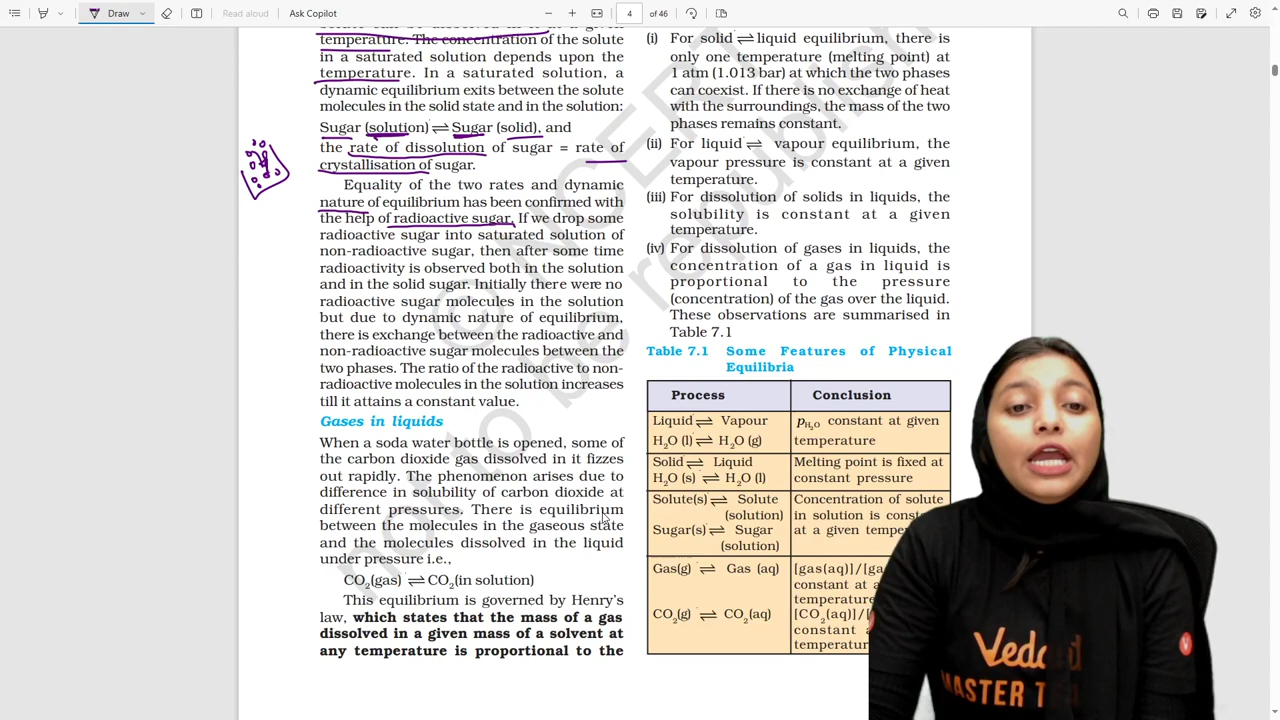 Draw
Read aloud
Ask Copilot
4
of 46
temperature. The concentration of the solute
in a saturated solution depends upon the
temperature. In a saturated solution, a
dynamic equilibrium exits between the solute
molecules in the solid state and in the solution:
Sugar (solution) ⇌ Sugar (solid), and
the rate of dissolution of sugar = rate of
crystallisation of sugar.
Equality of the two rates and dynamic
nature of equilibrium has been confirmed with
the help of radioactive sugar. If we drop some
radioactive sugar into saturated solution of
non-radioactive sugar, then after some time
radioactivity is observed both in the solution
and in the solid sugar. Initially there were no
radioactive sugar molecules in the solution
but due to dynamic nature of equilibrium,
there is exchange between the radioactive and
non-radioactive sugar molecules between the
two phases. The ratio of the radioactive to non-
radioactive molecules in the solution increases
till it attains a constant value.
Gases in liquids
When a soda water bottle is opened, some of
the carbon dioxide gas dissolved in it fizzes
out rapidly. The phenomenon arises due to
difference in solubility of carbon dioxide at
different pressures. There is equilibrium
between the molecules in the gaseous state
and the molecules dissolved in the liquid
under pressure i.e.,
CO₂(gas) ⇌ CO₂(in solution)
This equilibrium is governed by Henry's
law, which states that the mass of a gas
dissolved in a given mass of a solvent at
any temperature is proportional to the
(i) For solid ⇌ liquid equilibrium, there is
only one temperature (melting point) at
1 atm (1.013 bar) at which the two phases
can coexist. If there is no exchange of heat
with the surroundings, the mass of the two
phases remains constant.
(ii) For liquid ⇌ vapour equilibrium, the
vapour pressure is constant at a given
temperature.
(iii) For dissolution of solids in liquids, the
solubility is constant at a given
temperature.
(iv) For dissolution of gases in liquids, the
concentration of a gas in liquid is
proportional to the pressure
(concentration) of the gas over the liquid.
These observations are summarised in
Table 7.1
Table 7.1 Some Features of Physical
Equilibria
Process Conclusion
Liquid ⇌ Vapour
H₂O (l) ⇌ H₂O (g)
pH₂O constant at given
temperature
Solid ⇌ Liquid
H₂O (s) ⇌ H₂O (l)
Melting point is fixed at
constant pressure
Solute(s) ⇌ Solute
(solution)
Sugar(s) ⇌ Sugar
(solution)
Concentration of solute
in solution is
at a given
Gas(g) ⇌ Gas (aq)
CO₂(g) ⇌ CO₂(aq)
[gas(aq)]/
constant at a
temperature
[CO₂(aq)]/
constant
temperature
© NCERT
not to be republish
MASTER